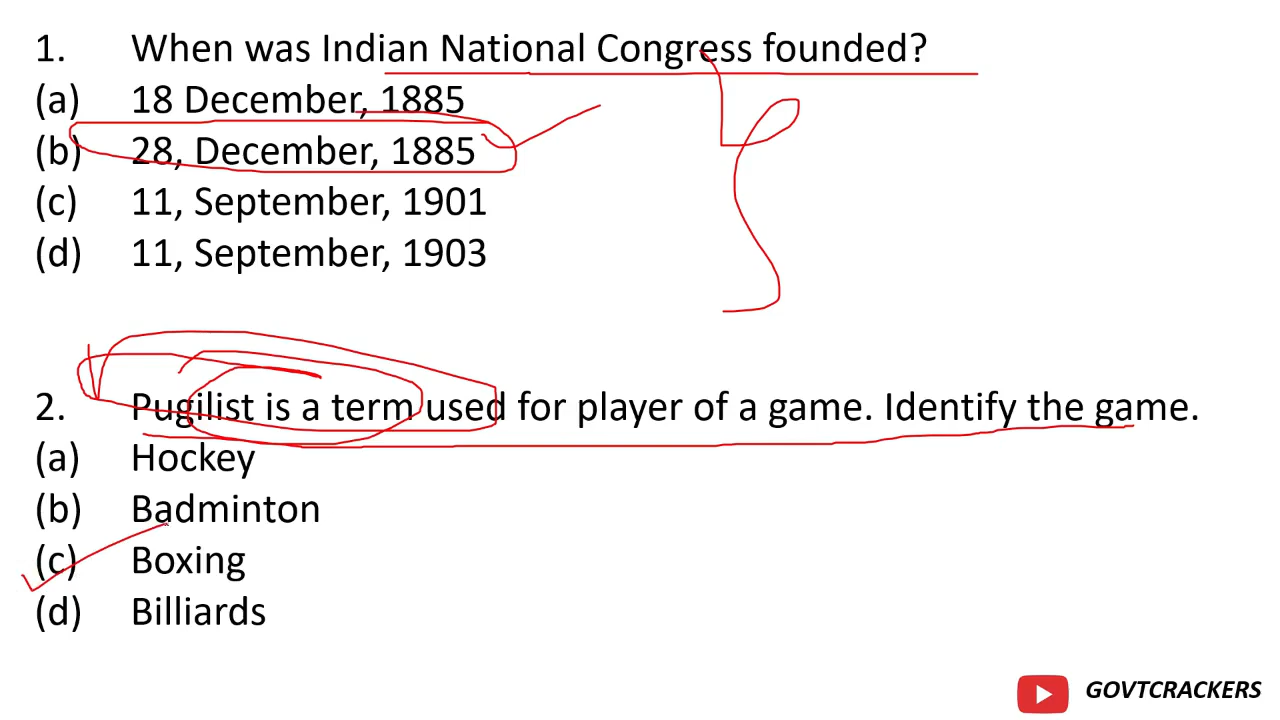 1. When was Indian National Congress founded?
(a) 18 December, 1885
(b) 28, December, 1885
(c) 11, September, 1901
(d) 11, September, 1903
2. Pugilist is a term used for player of a game. Identify the game.
(a) Hockey
(b) Badminton
(c) Boxing
(d) Billiards
GOVTCRACKERS